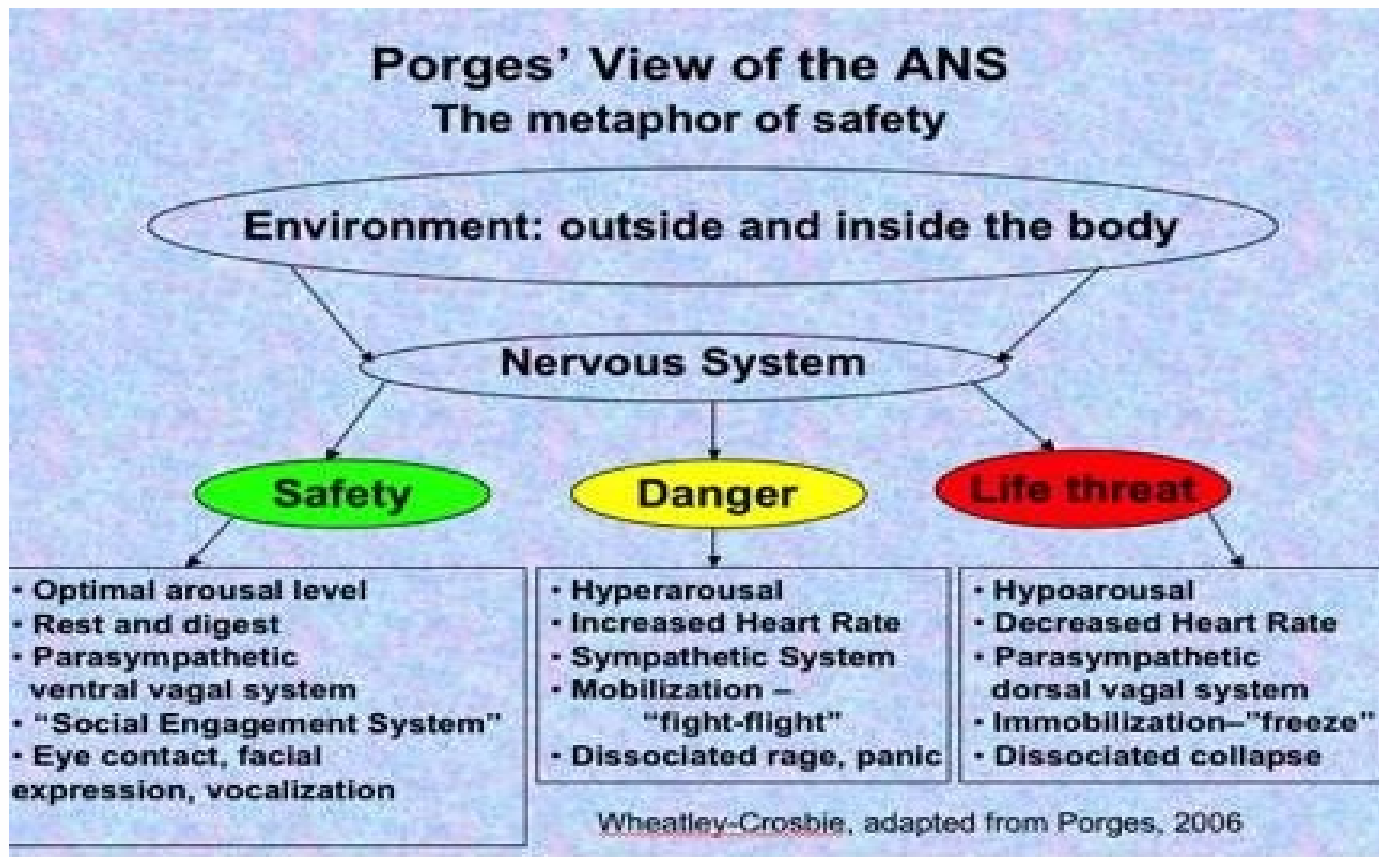 Porges' View of the ANS
The metaphor of safety
Environment: outside and inside the body
Nervous System
Safety
Danger
Life threat
• Optimal arousal level
• Rest and digest
• Parasympathetic
ventral vagal system
• "Social Engagement System"
• Eye contact, facial
expression, vocalization
• Hyperarousal
• Increased Heart Rate
• Sympathetic System
• Mobilization –
"fight-flight"
• Dissociated rage, panic
• Hypoarousal
• Decreased Heart Rate
• Parasympathetic
dorsal vagal system
• Immobilization–"freeze"
• Dissociated collapse
Wheatley-Crosbie, adapted from Porges, 2006